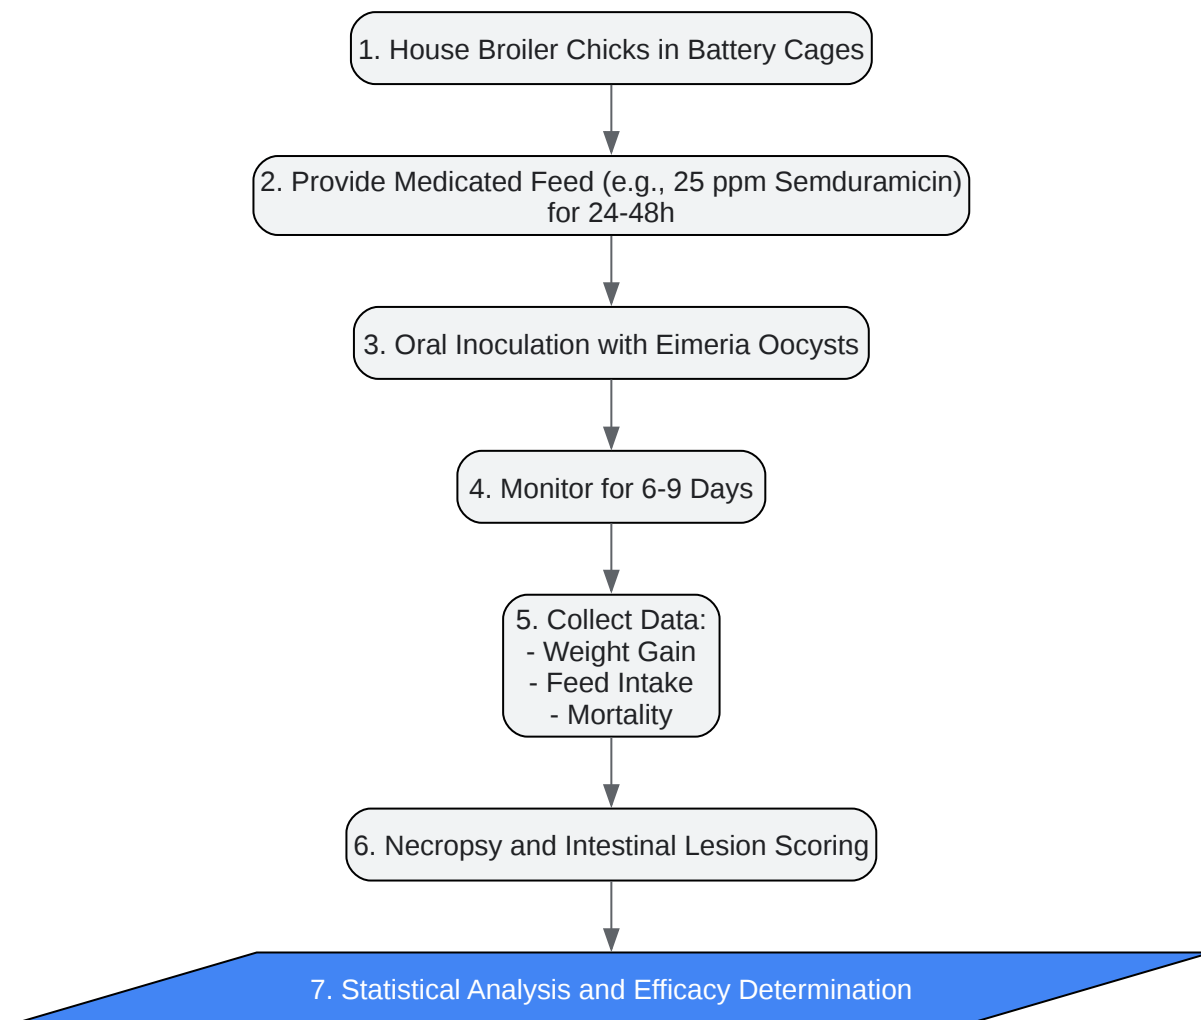 1. House Broiler Chicks in Battery Cages
2. Provide Medicated Feed (e.g., 25 ppm Semduramicin)
for 24-48h
3. Oral Inoculation with Eimeria Oocysts
4. Monitor for 6-9 Days
5. Collect Data:
- Weight Gain
- Feed Intake
- Mortality
6. Necropsy and Intestinal Lesion Scoring
7. Statistical Analysis and Efficacy Determination